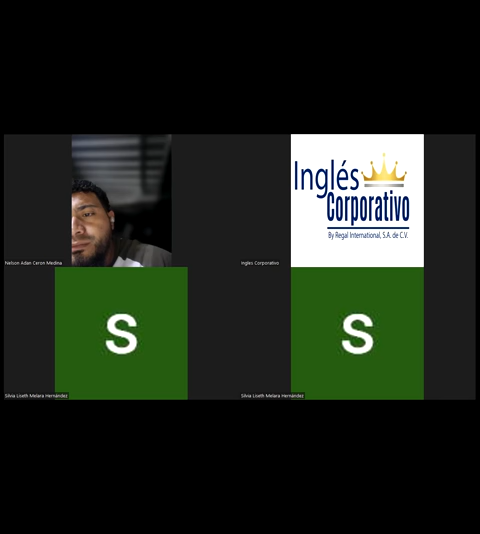 Inglés
Corporativo
By Regal International, S.A. de C.V.
Nelson Adan Ceron Medina
Ingles Corporativo
S
S
Silvia Liseth Melara Hernández
Silvia Liseth Melara Hernández